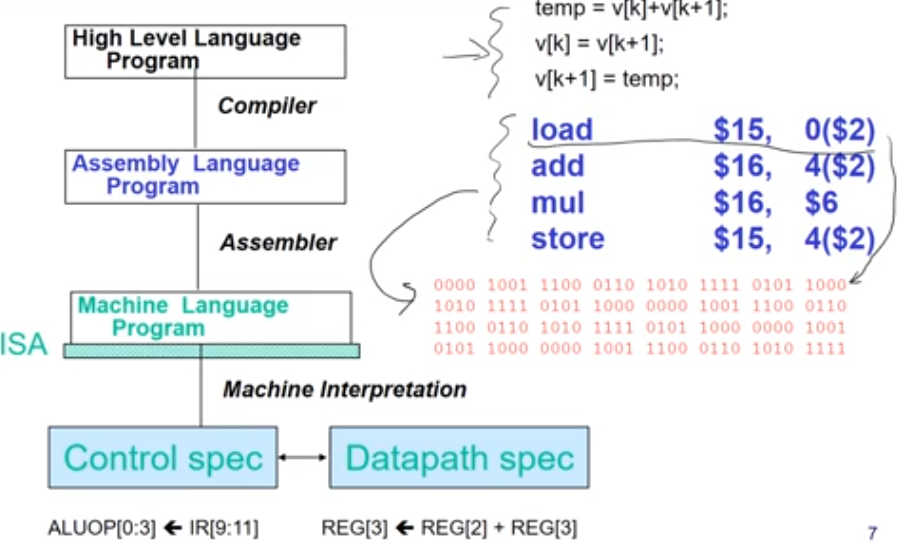 High Level Language
Program
Compiler
Assembly Language
Program
Assembler
Machine Language
Program
ISA
Machine Interpretation
Control spec
Datapath spec
ALUOP[0:3] 🡸 IR[9:11]
REG[3] 🡸 REG[2] + REG[3]
temp = v[k]+v[k+1];
v[k] = v[k+1];
v[k+1] = temp;
load $15, 0($2)
add $16, 4($2)
mul $16, $6
store $15, 4($2)
0000 1001 1100 0110 1010 1111 0101 1000
1010 1111 0101 1000 0000 1001 1100 0110
1100 0110 1010 1111 0101 1000 0000 1001
0101 1000 0000 1001 1100 0110 1010 1111
7